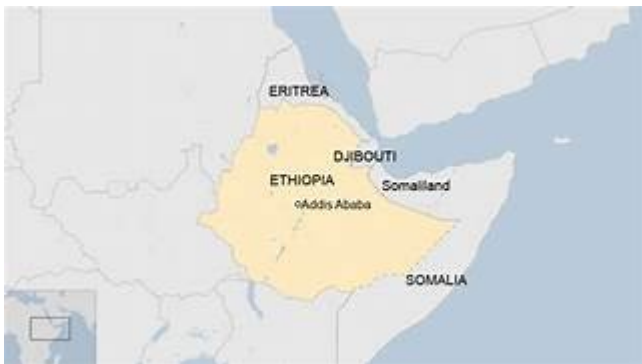 ERITREA
DJIBOUTI
ETHIOPIA
Somaliland
Addis Ababa
SOMALIA